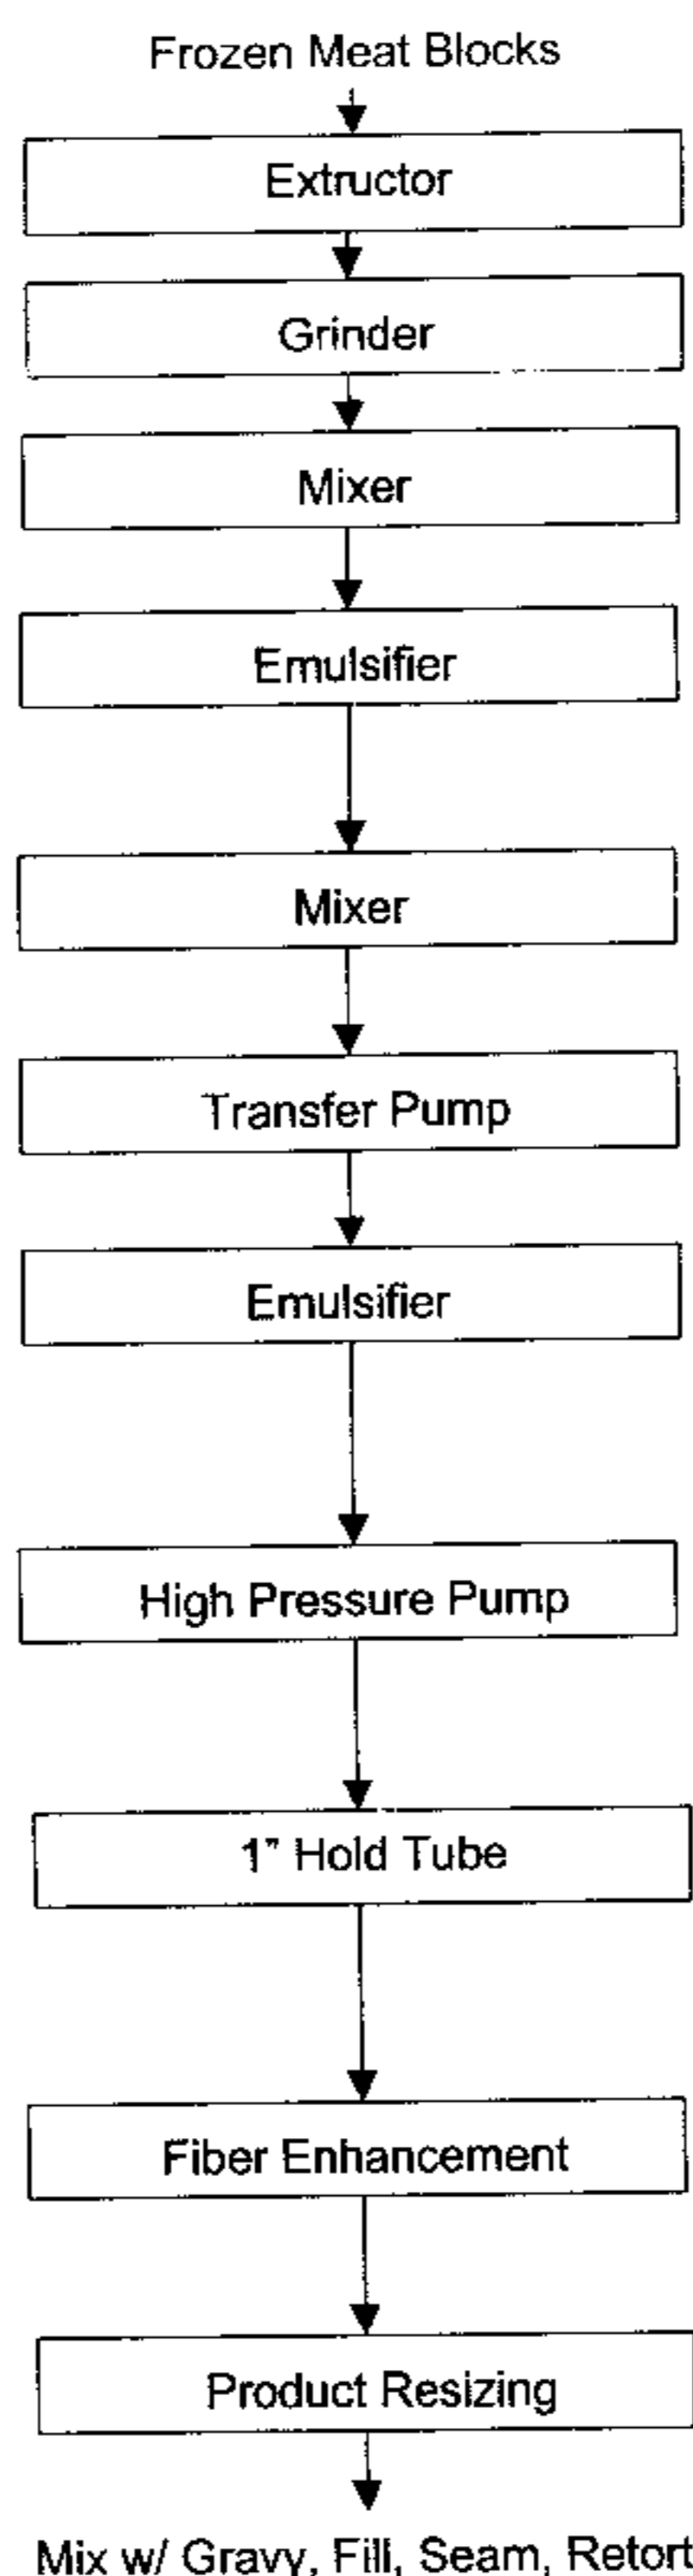 Frozen Meat Blocks
Extructor
Grinder
Mixer
Emulsifier
Mixer
Transfer Pump
Emulsifier
High Pressure Pump
1" Hold Tube
Fiber Enhancement
Product Resizing
Mix w/ Gravy, Fill, Seam, Retort